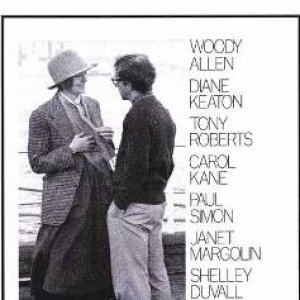 WOODY
ALLEN
DIANE
KEATON
TONY
ROBERTS
CAROL
KANE
PAUL
SIMON
JANET
MARGOLIN
SHELLEY
DUVALL